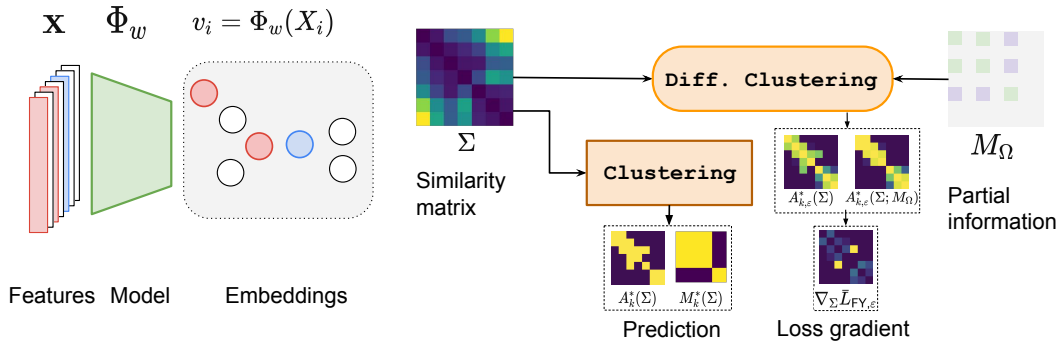 x
Φ_w
v_i = Φ_w(X_i)
Features
Model
Embeddings
Σ
Similarity
matrix
Diff. Clustering
Clustering
A*_k(Σ)
M*_k(Σ)
Prediction
A*_{k,ε}(Σ)
A*_{k,ε}(Σ; M_Ω)
∇_Σ L̄_{FY,ε}
Loss gradient
M_Ω
Partial
information